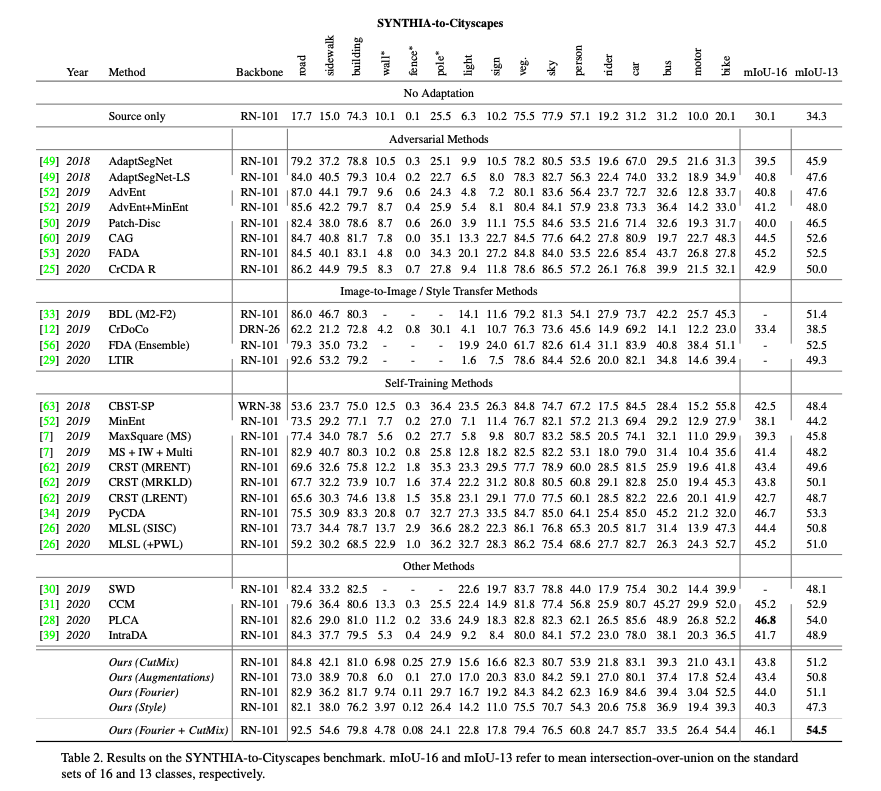 SYNTHIA-to-Cityscapes
Year Method Backbone road sidewalk building wall* fence* pole* light sign veg. sky person rider car bus motor bike mIoU-16 mIoU-13
No Adaptation
Source only RN-101 17.7 15.0 74.3 10.1 0.1 25.5 6.3 10.2 75.5 77.9 57.1 19.2 31.2 31.2 10.0 20.1 30.1 34.3
Adversarial Methods
[49] 2018 AdaptSegNet RN-101 79.2 37.2 78.8 10.5 0.3 25.1 9.9 10.5 78.2 80.5 53.5 19.6 67.0 29.5 21.6 31.3 39.5 45.9
[49] 2018 AdaptSegNet-LS RN-101 84.0 40.5 79.3 10.4 0.2 22.7 6.5 8.0 78.3 82.7 56.3 22.4 74.0 33.2 18.9 34.9 40.8 47.6
[52] 2019 AdvEnt RN-101 87.0 44.1 79.7 9.6 0.6 24.3 4.8 7.2 80.1 83.6 56.4 23.7 72.7 32.6 12.8 33.7 40.8 47.6
[52] 2019 AdvEnt+MinEnt RN-101 85.6 42.2 79.7 8.7 0.4 25.9 5.4 8.1 80.4 84.1 57.9 23.8 73.3 36.4 14.2 33.0 41.2 48.0
[50] 2019 Patch-Disc RN-101 82.4 38.0 78.6 8.7 0.6 26.0 3.9 11.1 75.5 84.6 53.5 21.6 71.4 32.6 19.3 31.7 40.0 46.5
[60] 2019 CAG RN-101 84.7 40.8 81.7 7.8 0.0 35.1 13.3 22.7 84.5 77.6 64.2 27.8 80.9 19.7 22.7 48.3 44.5 52.6
[53] 2020 FADA RN-101 84.5 40.1 83.1 4.8 0.0 34.3 20.1 27.2 84.8 84.0 53.5 22.6 85.4 43.7 26.8 27.8 45.2 52.5
[25] 2020 CrCDA R RN-101 86.2 44.9 79.5 8.3 0.7 27.8 9.4 11.8 78.6 86.5 57.2 26.1 76.8 39.9 21.5 32.1 42.9 50.0
Image-to-Image / Style Transfer Methods
[33] 2019 BDL (M2-F2) RN-101 86.0 46.7 80.3 - - - 14.1 11.6 79.2 81.3 54.1 27.9 73.7 42.2 25.7 45.3 - 51.4
[12] 2019 CrDoCo DRN-26 62.2 21.2 72.8 4.2 0.8 30.1 4.1 10.7 76.3 73.6 45.6 14.9 69.2 14.1 12.2 23.0 33.4 38.5
[56] 2020 FDA (Ensemble) RN-101 79.3 35.0 73.2 - - - 19.9 24.0 61.7 82.6 61.4 31.1 83.9 40.8 38.4 51.1 - 52.5
[29] 2020 LTIR RN-101 92.6 53.2 79.2 - - - 1.6 7.5 78.6 84.4 52.6 20.0 82.1 34.8 14.6 39.4 - 49.3
Self-Training Methods
[63] 2018 CBST-SP WRN-38 53.6 23.7 75.0 12.5 0.3 36.4 23.5 26.3 84.8 74.7 67.2 17.5 84.5 28.4 15.2 55.8 42.5 48.4
[52] 2019 MinEnt RN-101 73.5 29.2 77.1 7.7 0.2 27.0 7.1 11.4 76.7 82.1 57.2 21.3 69.4 29.2 12.9 27.9 38.1 44.2
[7] 2019 MaxSquare (MS) RN-101 77.4 34.0 78.7 5.6 0.2 27.7 5.8 9.8 80.7 83.2 58.5 20.5 74.1 32.1 11.0 29.9 39.3 45.8
[7] 2019 MS + IW + Multi RN-101 82.9 40.7 80.3 10.2 0.8 25.8 12.8 18.2 82.5 82.2 53.1 18.0 79.0 31.4 10.4 35.6 41.4 48.2
[62] 2019 CRST (MRENT) RN-101 69.6 32.6 75.8 12.2 1.8 35.3 23.3 29.5 77.7 78.9 60.0 28.5 81.5 25.9 19.6 41.8 43.4 49.6
[62] 2019 CRST (MRKLD) RN-101 67.7 32.2 73.9 10.7 1.6 37.4 22.2 31.2 80.8 80.5 60.8 29.1 82.8 25.0 19.4 45.3 43.8 50.1
[62] 2019 CRST (LRENT) RN-101 65.6 30.3 74.6 13.8 1.5 35.8 23.1 29.1 77.0 77.5 60.1 28.5 82.2 22.6 20.1 41.9 42.7 48.7
[34] 2019 PyCDA RN-101 75.5 30.9 83.3 20.8 0.7 32.7 27.3 33.5 84.7 85.0 64.1 25.4 85.0 45.2 21.2 32.0 46.7 53.3
[26] 2020 MLSL (SISC) RN-101 73.7 34.4 78.7 13.7 2.9 36.6 28.2 22.3 86.1 76.8 65.3 20.5 81.7 31.4 13.9 47.3 44.4 50.8
[26] 2020 MLSL (+PWL) RN-101 59.2 30.2 68.5 22.9 1.0 36.2 32.7 28.3 86.2 75.4 68.6 27.7 82.7 26.3 24.3 52.7 45.2 51.0
Other Methods
[30] 2019 SWD RN-101 82.4 33.2 82.5 - - - 22.6 19.7 83.7 78.8 44.0 17.9 75.4 30.2 14.4 39.9 - 48.1
[31] 2020 CCM RN-101 79.6 36.4 80.6 13.3 0.3 25.5 22.4 14.9 81.8 77.4 56.8 25.9 80.7 45.27 29.9 52.0 45.2 52.9
[28] 2020 PLCA RN-101 82.6 29.0 81.0 11.2 0.2 33.6 24.9 18.3 82.8 82.3 62.1 26.5 85.6 48.9 26.8 52.2 46.8 54.0
[39] 2020 IntraDA RN-101 84.3 37.7 79.5 5.3 0.4 24.9 9.2 8.4 80.0 84.1 57.2 23.0 78.0 38.1 20.3 36.5 41.7 48.9
Ours (CutMix) RN-101 84.8 42.1 81.0 6.98 0.25 27.9 15.6 16.6 82.3 80.7 53.9 21.8 83.1 39.3 21.0 43.1 43.8 51.2
Ours (Augmentations) RN-101 73.0 38.9 70.8 6.0 0.1 27.0 17.0 20.3 83.0 84.2 59.1 27.0 80.1 37.4 17.8 52.4 43.4 50.8
Ours (Fourier) RN-101 82.9 36.2 81.7 9.74 0.11 29.7 16.7 19.2 84.3 84.2 62.3 16.9 84.6 39.4 3.04 52.5 44.0 51.1
Ours (Style) RN-101 82.1 38.0 76.2 3.97 0.12 26.4 14.2 11.0 75.5 70.7 54.3 20.6 75.8 36.9 19.4 39.3 40.3 47.3
Ours (Fourier + CutMix) RN-101 92.5 54.6 79.8 4.78 0.08 24.1 22.8 17.8 79.4 76.5 60.8 24.7 85.7 33.5 26.4 54.4 46.1 54.5
Table 2. Results on the SYNTHIA-to-Cityscapes benchmark. mIoU-16 and mIoU-13 refer to mean intersection-over-union on the standard
sets of 16 and 13 classes, respectively.